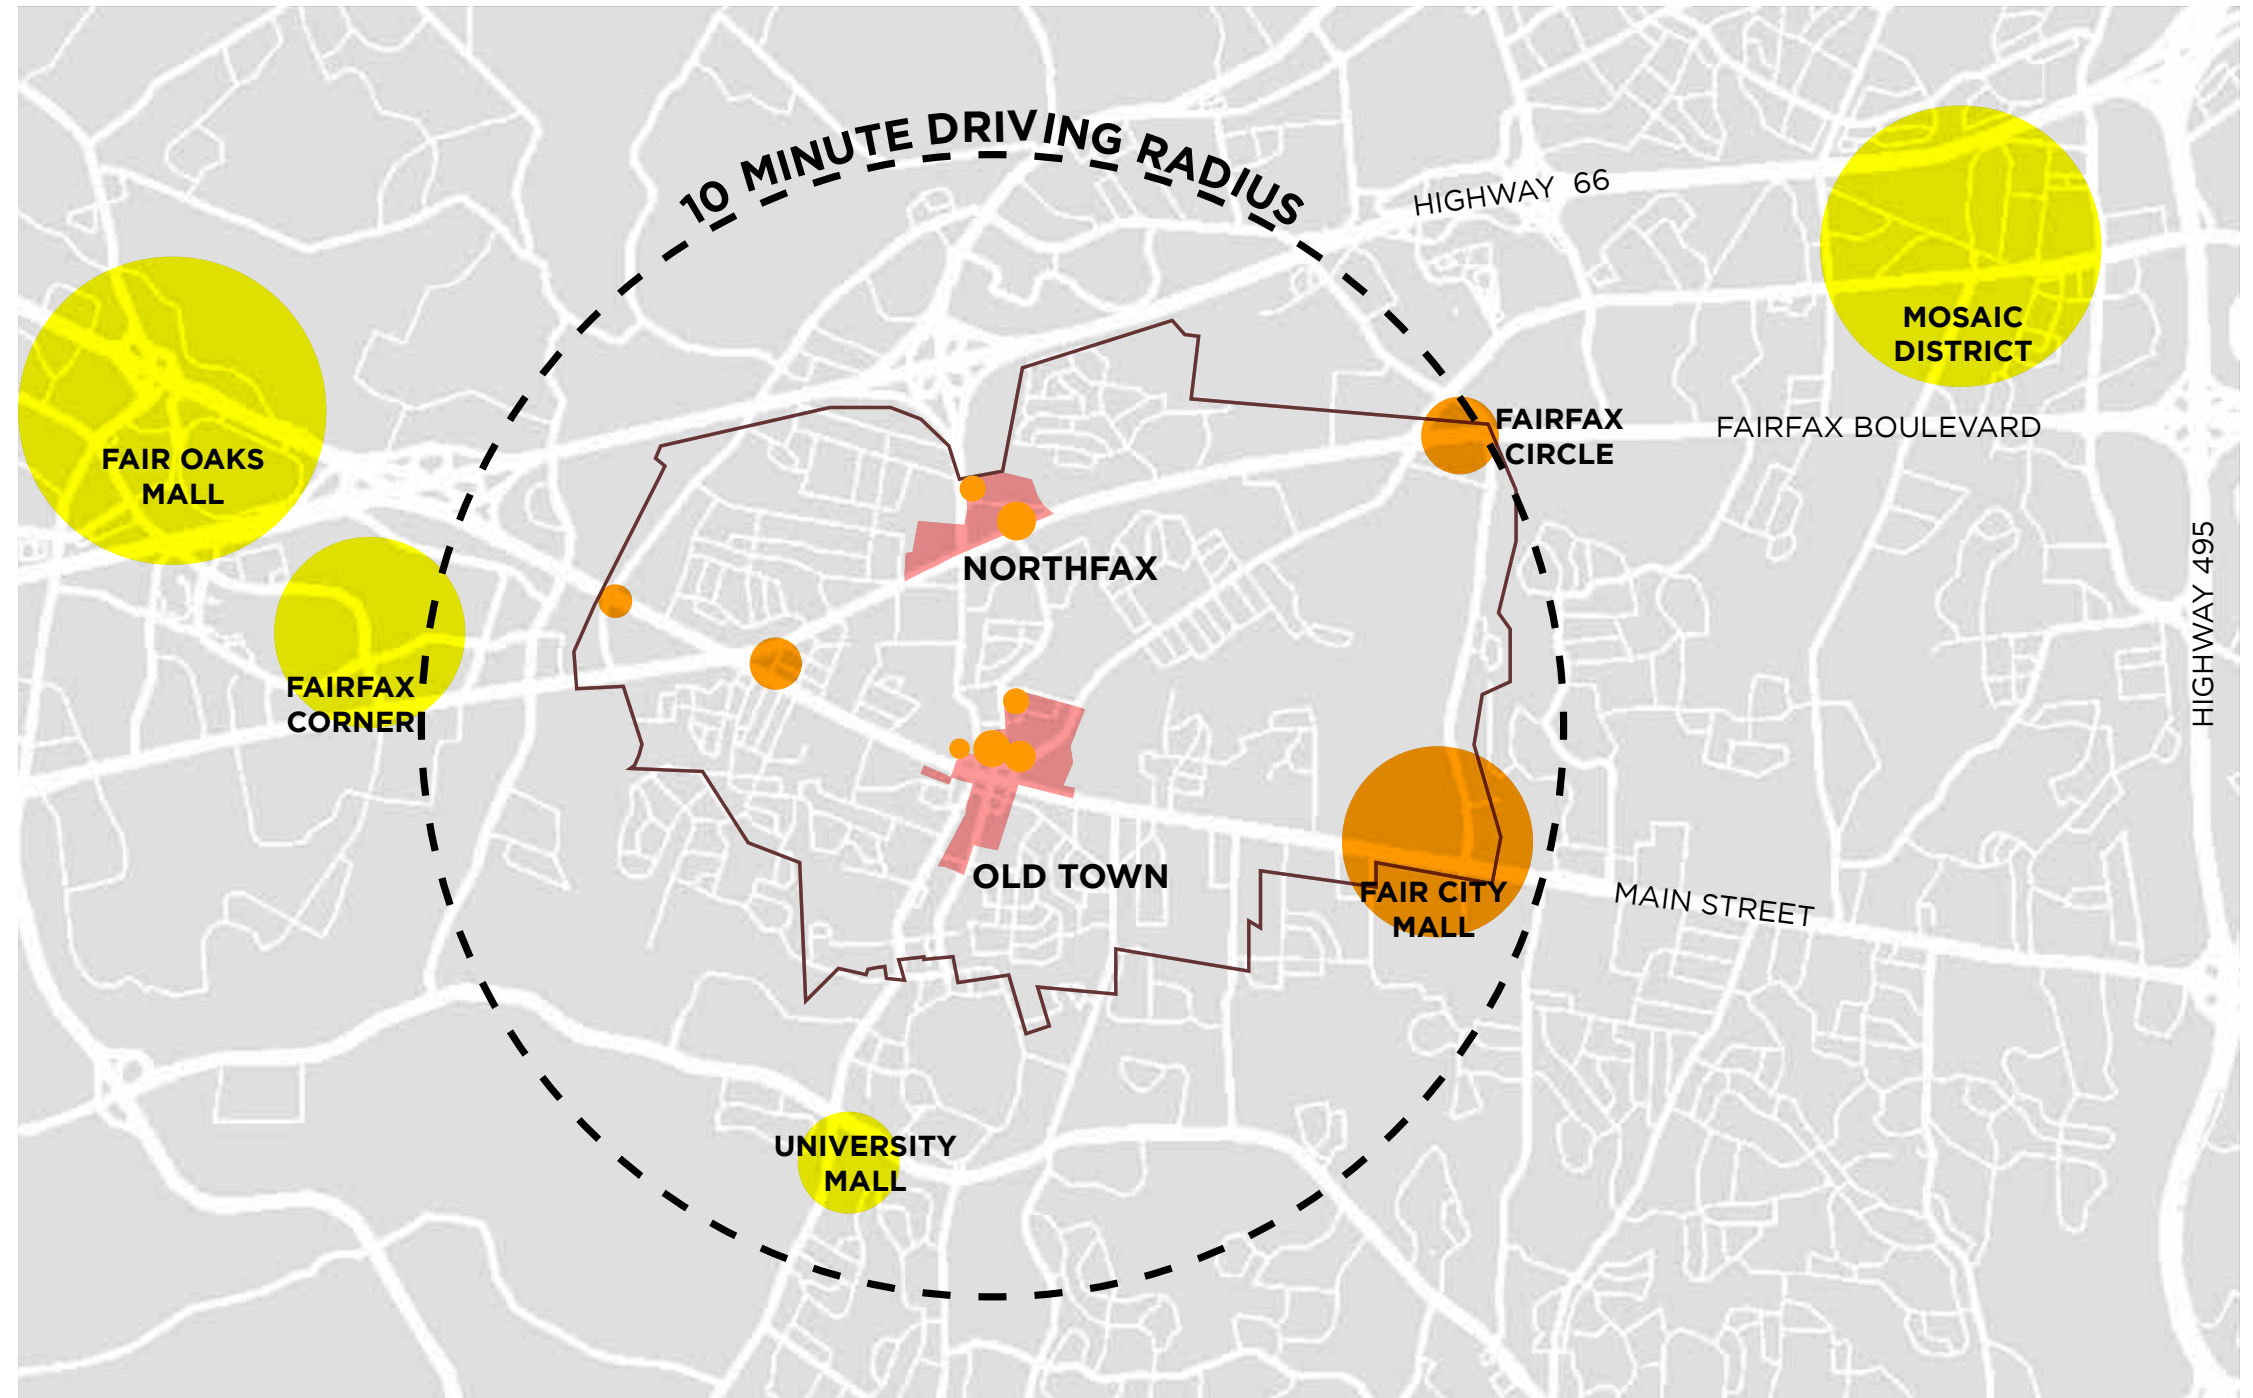 10 MINUTE DRIVING RADIUS
HIGHWAY 66
MOSAIC
DISTRICT
FAIRFAX
CIRCLE
FAIRFAX BOULEVARD
FAIR OAKS
MALL
NORTHFAX
HIGHWAY 495
FAIRFAX
CORNER
OLD TOWN
FAIR CITY
MALL
MAIN STREET
UNIVERSITY
MALL